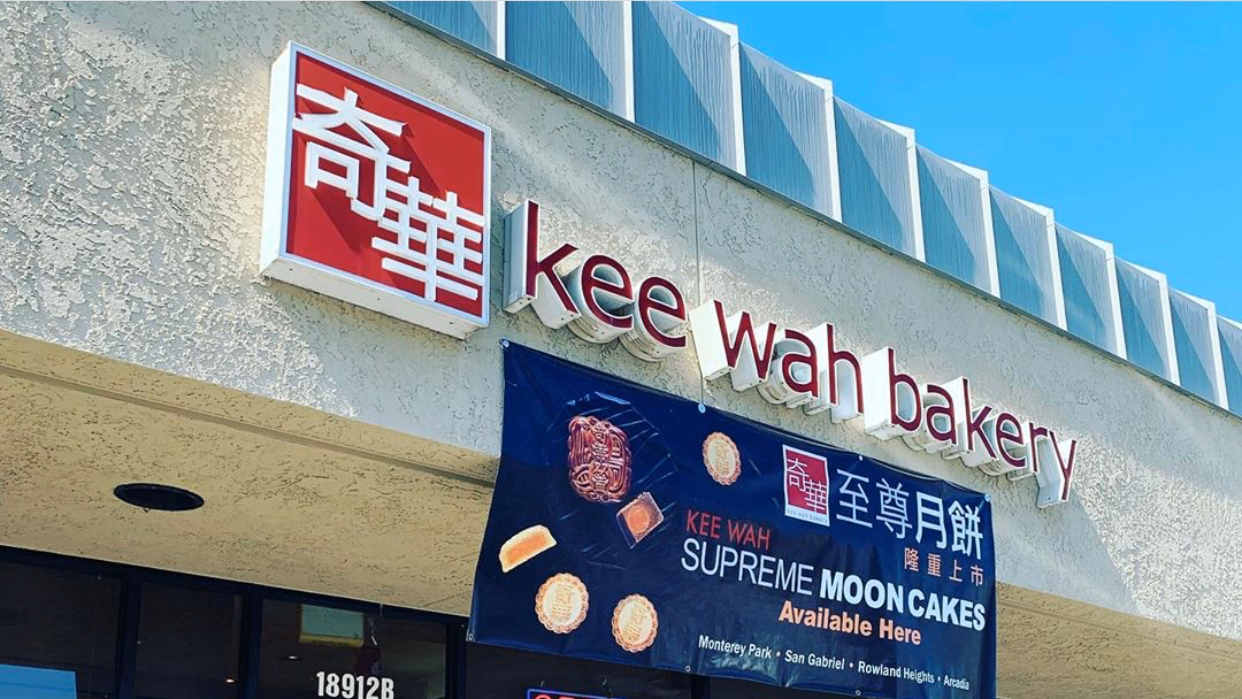 奇華
kee wah bakery
奇華
至尊月餅
隆重上市
KEE WAH
SUPREME MOON CAKES
Available Here
Monterey Park • San Gabriel • Rowland Heights • Arcadia
18912B